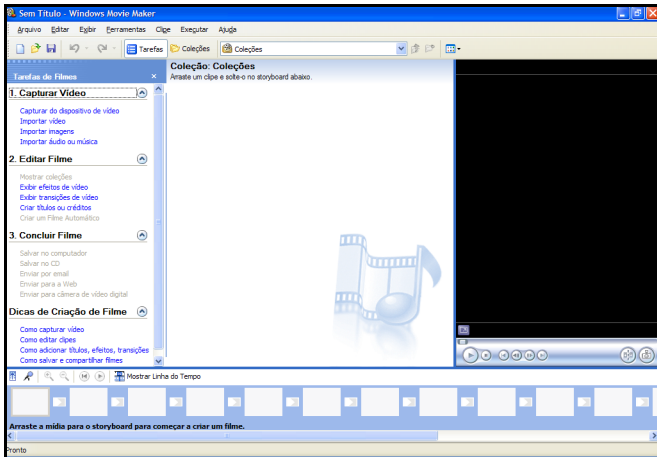 Sem Título - Windows Movie Maker
Arquivo Editar Exibir Ferramentas Clipe Executar Ajuda
Tarefas Coleções Coleções
Tarefas de Filmes
1. Capturar Vídeo
Capturar do dispositivo de vídeo
Importar vídeo
Importar imagens
Importar áudio ou música
2. Editar Filme
Mostrar coleções
Exibir efeitos de vídeo
Exibir transições de vídeo
Criar títulos ou créditos
Criar um Filme Automático
3. Concluir Filme
Salvar no computador
Salvar no CD
Enviar por email
Enviar para a Web
Enviar para câmera de vídeo digital
Dicas de Criação de Filme
Como capturar vídeo
Como editar clipes
Como adicionar títulos, efeitos, transições
Como salvar e compartilhar filmes
Coleção: Coleções
Arraste um clipe e solte-o no storyboard abaixo.
Mostrar Linha do Tempo
Arraste a mídia para o storyboard para começar a criar um filme.
Pronto